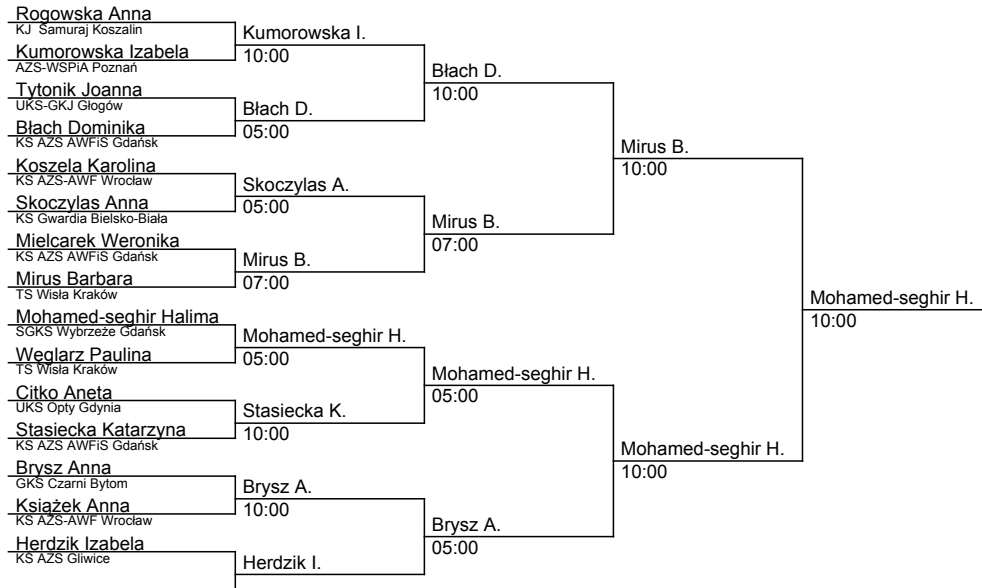 Rogowska Anna
KJ Samuraj Koszalin
Kumorowska Izabela
AZS-WSPiA Poznań
Tytonik Joanna
UKS-GKJ Głogów
Błach Dominika
KS AZS AWFiS Gdańsk
Koszela Karolina
KS AZS-AWF Wrocław
Skoczylas Anna
KS Gwardia Bielsko-Biała
Mielcarek Weronika
KS AZS AWFiS Gdańsk
Mirus Barbara
TS Wisła Kraków
Mohamed-seghir Halima
SGKS Wybrzeże Gdańsk
Węglarz Paulina
TS Wisła Kraków
Citko Aneta
UKS Opty Gdynia
Stasiecka Katarzyna
KS AZS AWFiS Gdańsk
Brysz Anna
GKS Czarni Bytom
Książek Anna
KS AZS-AWF Wrocław
Herdzik Izabela
KS AZS Gliwice
Kumorowska I.
10:00
Błach D.
05:00
Skoczylas A.
05:00
Mirus B.
07:00
Mohamed-seghir H.
05:00
Stasiecka K.
10:00
Brysz A.
10:00
Herdzik I.
Błach D.
10:00
Mirus B.
07:00
Mohamed-seghir H.
05:00
Brysz A.
05:00
Mirus B.
10:00
Mohamed-seghir H.
10:00
Mohamed-seghir H.
10:00